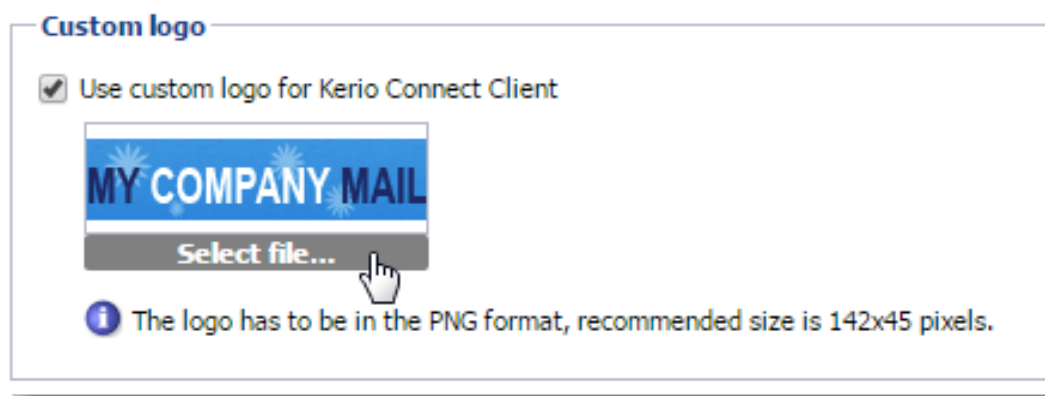 Custom logo
Use custom logo for Kerio Connect Client
MY COMPANY MAIL
Select file...
The logo has to be in the PNG format, recommended size is 142x45 pixels.